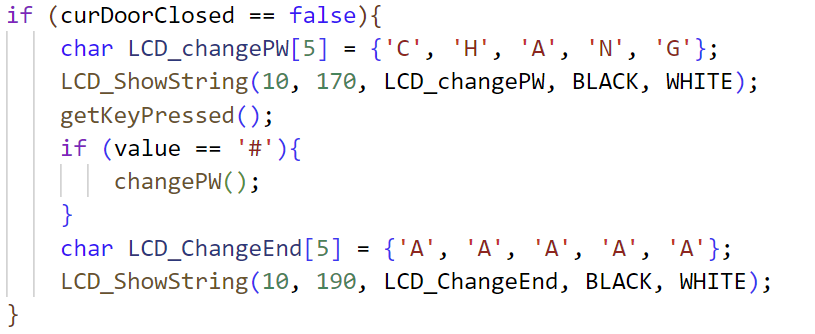 if (curDoorClosed == false){
    char LCD_changePW[5] = {'C', 'H', 'A', 'N', 'G'};
    LCD_ShowString(10, 170, LCD_changePW, BLACK, WHITE);
    getKeyPressed();
    if (value == '#'){
        changePW();
    }
    char LCD_ChangeEnd[5] = {'A', 'A', 'A', 'A', 'A'};
    LCD_ShowString(10, 190, LCD_ChangeEnd, BLACK, WHITE);
}